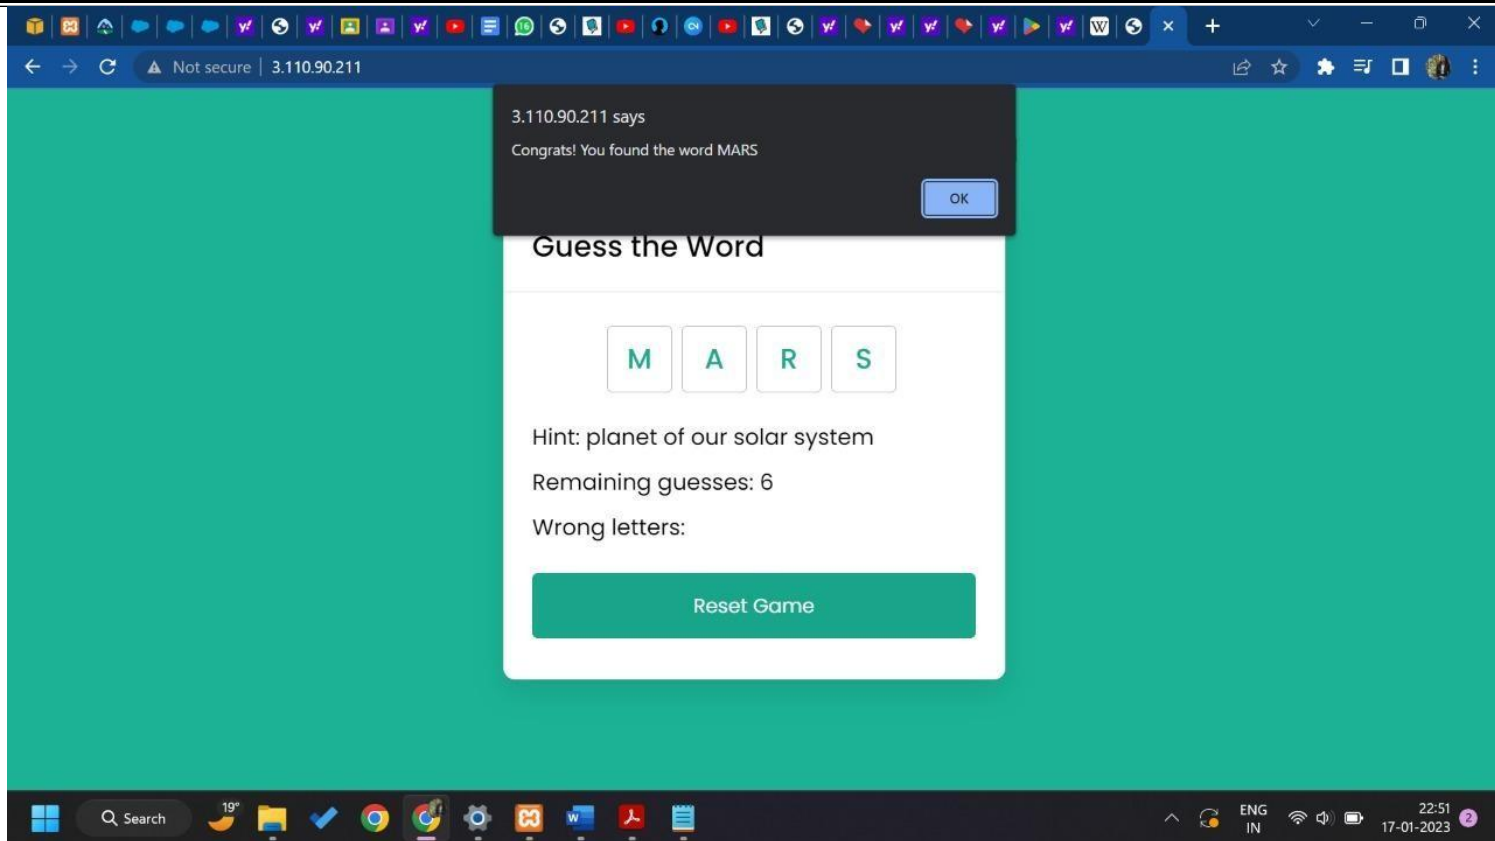 Not secure | 3.110.90.211
3.110.90.211 says
Congrats! You found the word MARS
OK
Guess the Word
M A R S
Hint: planet of our solar system
Remaining guesses: 6
Wrong letters:
Reset Game
Search
19°
ENG
IN
22:51
17-01-2023
2